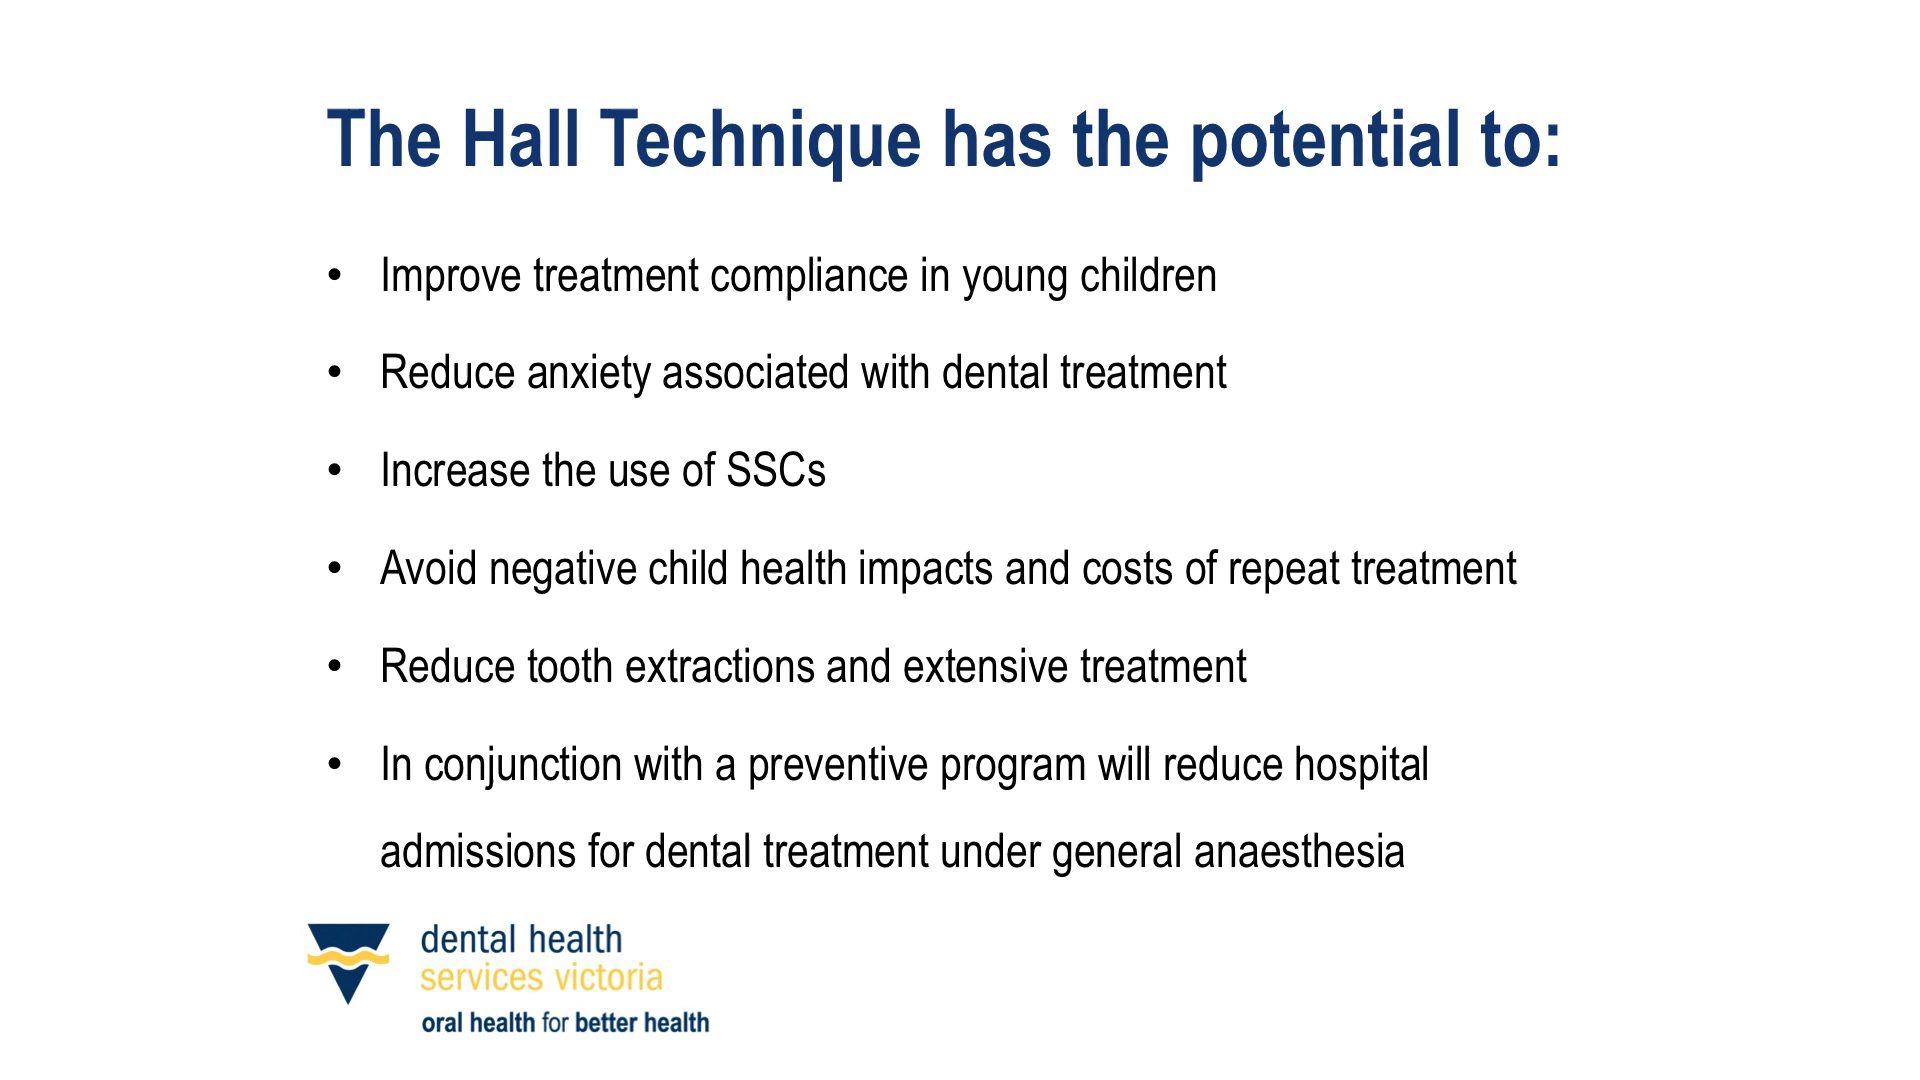 The Hall Technique has the potential to:
• Improve treatment compliance in young children
• Reduce anxiety associated with dental treatment
• Increase the use of SSCs
• Avoid negative child health impacts and costs of repeat treatment
• Reduce tooth extractions and extensive treatment
• In conjunction with a preventive program will reduce hospital
admissions for dental treatment under general anaesthesia
dental health
services victoria
oral health for better health